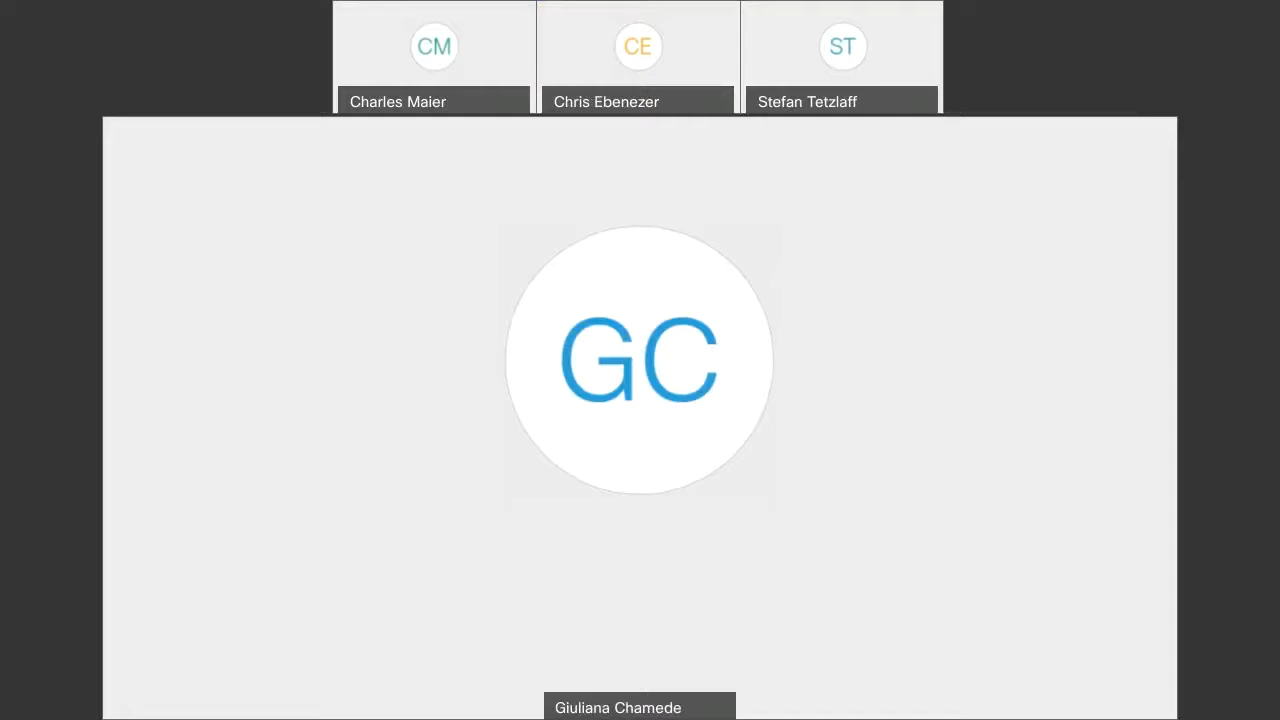 CM
CE
ST
Charles Maier
Chris Ebenezer
Stefan Tetzlaff
GC
Giuliana Chamede